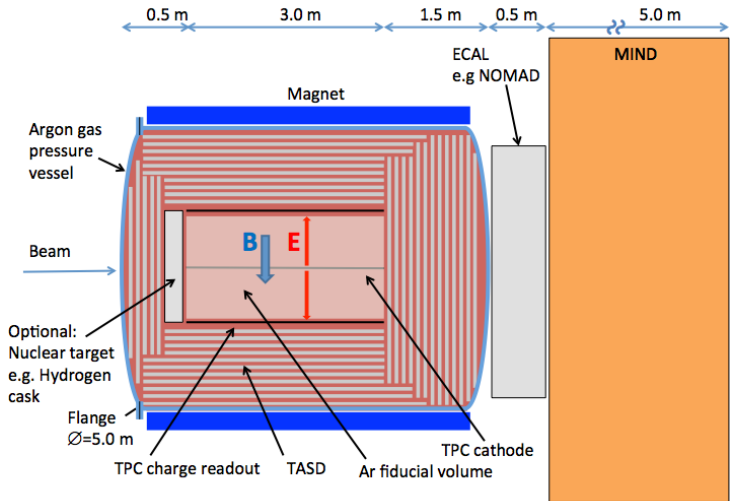 0.5 m
3.0 m
1.5 m
0.5 m
5.0 m
ECAL
e.g NOMAD
MIND
Magnet
Argon gas
pressure
vessel
B
E
Beam
Optional:
Nuclear target
e.g. Hydrogen
cask
Flange
∅=5.0 m
TPC charge readout
TASD
Ar fiducial volume
TPC cathode